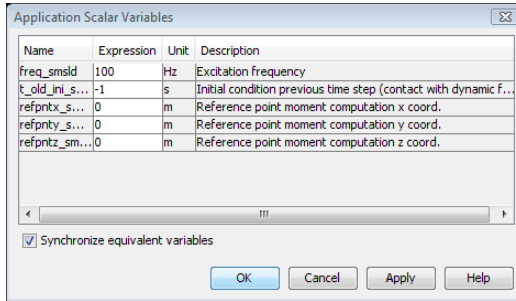 Application Scalar Variables
Name Expression Unit Description
freq_smsld 100 Hz Excitation frequency
t_old_ini_s... -1 s Initial condition previous time step (contact with dynamic f...
refpntx_s... 0 m Reference point moment computation x coord.
refpnty_s... 0 m Reference point moment computation y coord.
refpntz_sm... 0 m Reference point moment computation z coord.
Synchronize equivalent variables
OK Cancel Apply Help